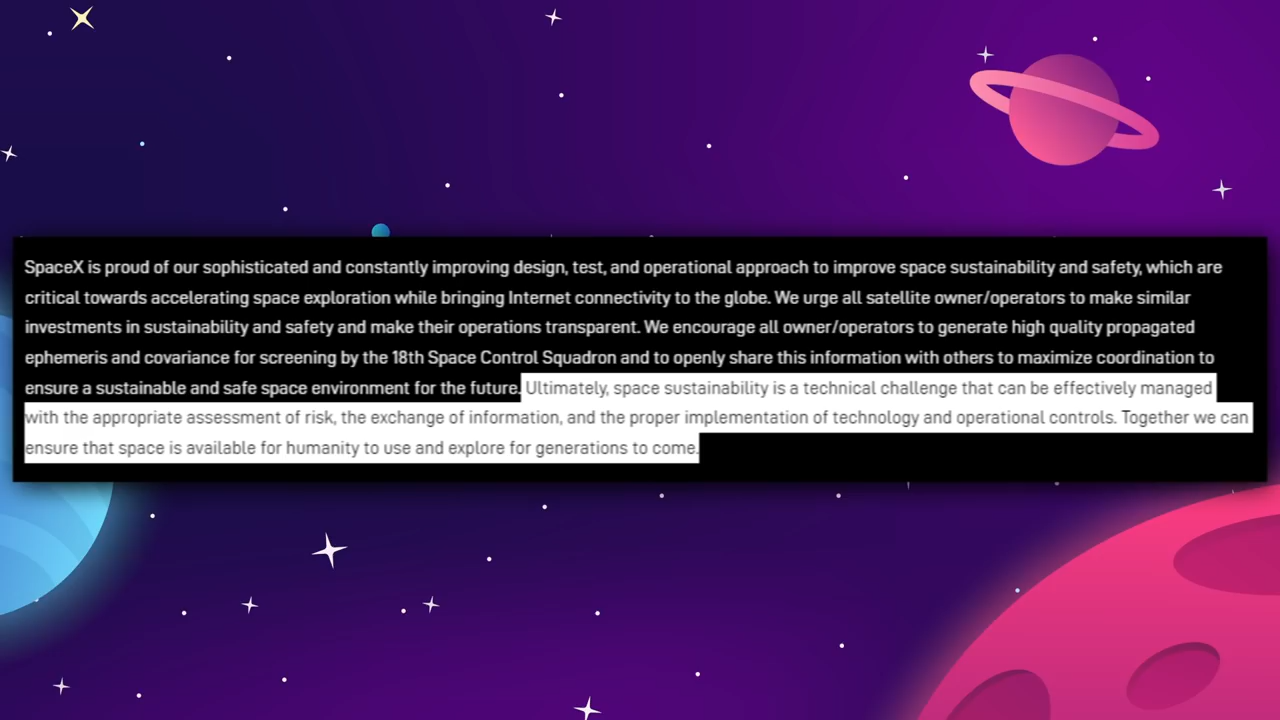 SpaceX is proud of our sophisticated and constantly improving design, test, and operational approach to improve space sustainability and safety, which are
critical towards accelerating space exploration while bringing Internet connectivity to the globe. We urge all satellite owner/operators to make similar
investments in sustainability and safety and make their operations transparent. We encourage all owner/operators to generate high quality propagated
ephemeris and covariance for screening by the 18th Space Control Squadron and to openly share this information with others to maximize coordination to
ensure a sustainable and safe space environment for the future. Ultimately, space sustainability is a technical challenge that can be effectively managed
with the appropriate assessment of risk, the exchange of information, and the proper implementation of technology and operational controls. Together we can
ensure that space is available for humanity to use and explore for generations to come.